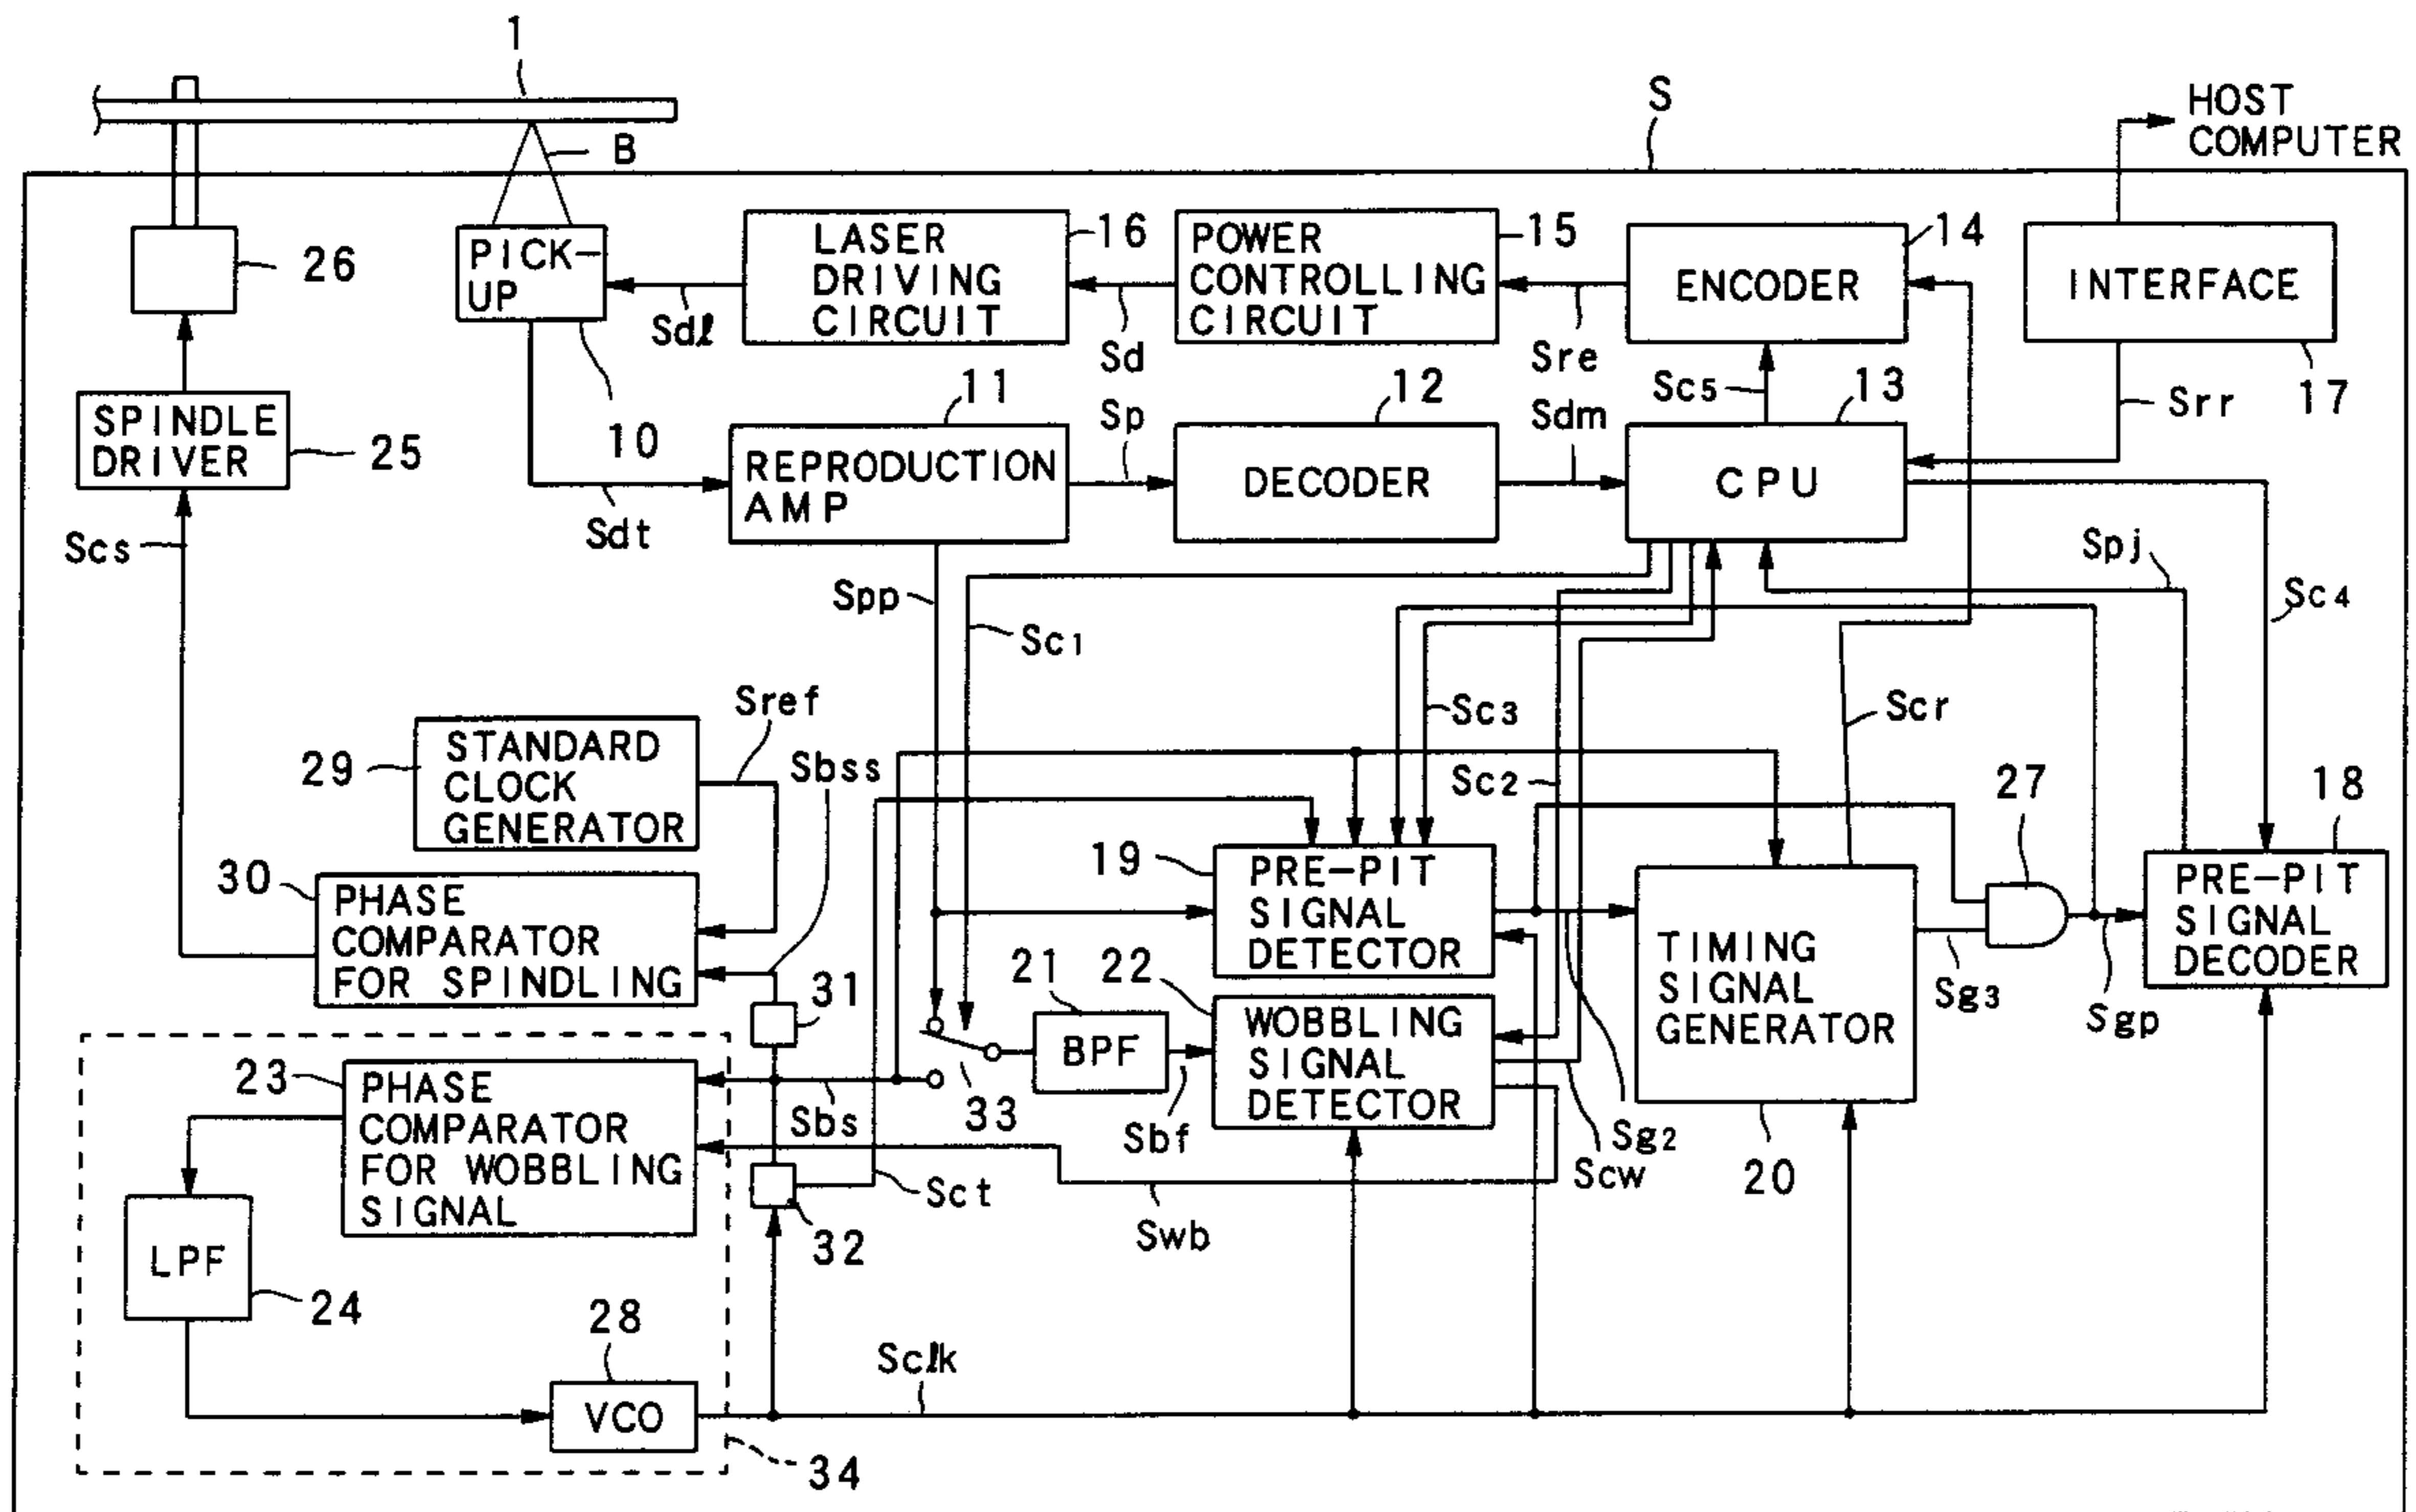 1
S
HOST
COMPUTER
B
26
PICK-
UP
10
Sdl
LASER
DRIVING
CIRCUIT
16
Sd
POWER
CONTROLLING
CIRCUIT
15
Sre
ENCODER
14
INTERFACE
17
Srr
SPINDLE
DRIVER
25
Scs
Sdt
REPRODUCTION
AMP
11
Sp
DECODER
12
Sdm
Sc5
CPU
13
Spj
Sc4
Spp
Sc1
Sc3
Sc2
Scr
Sref
Sbss
STANDARD
CLOCK
GENERATOR
29
30
PHASE
COMPARATOR
FOR SPINDLING
31
19
PRE-PIT
SIGNAL
DETECTOR
27
18
PRE-PIT
SIGNAL
DECODER
TIMING
SIGNAL
GENERATOR
20
Sg3
Sgp
21
BPF
22
WOBBLING
SIGNAL
DETECTOR
33
Sbf
Sg2
Scw
23
PHASE
COMPARATOR
FOR WOBBLING
SIGNAL
Sbs
Sct
32
Swb
LPF
24
28
VCO
Sclk
34